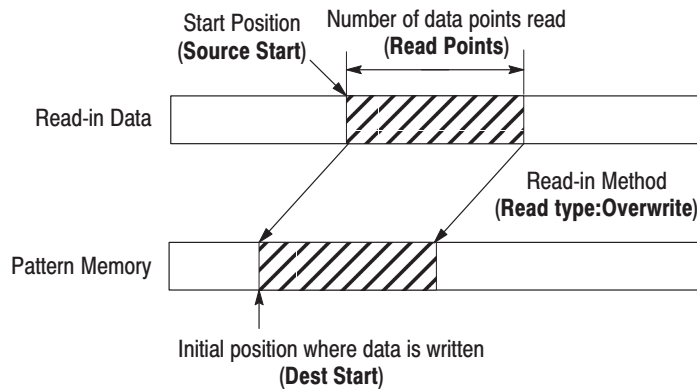 Start Position
(Source Start)
Number of data points read
(Read Points)
Read-in Data
Read-in Method
(Read type:Overwrite)
Pattern Memory
Initial position where data is written
(Dest Start)